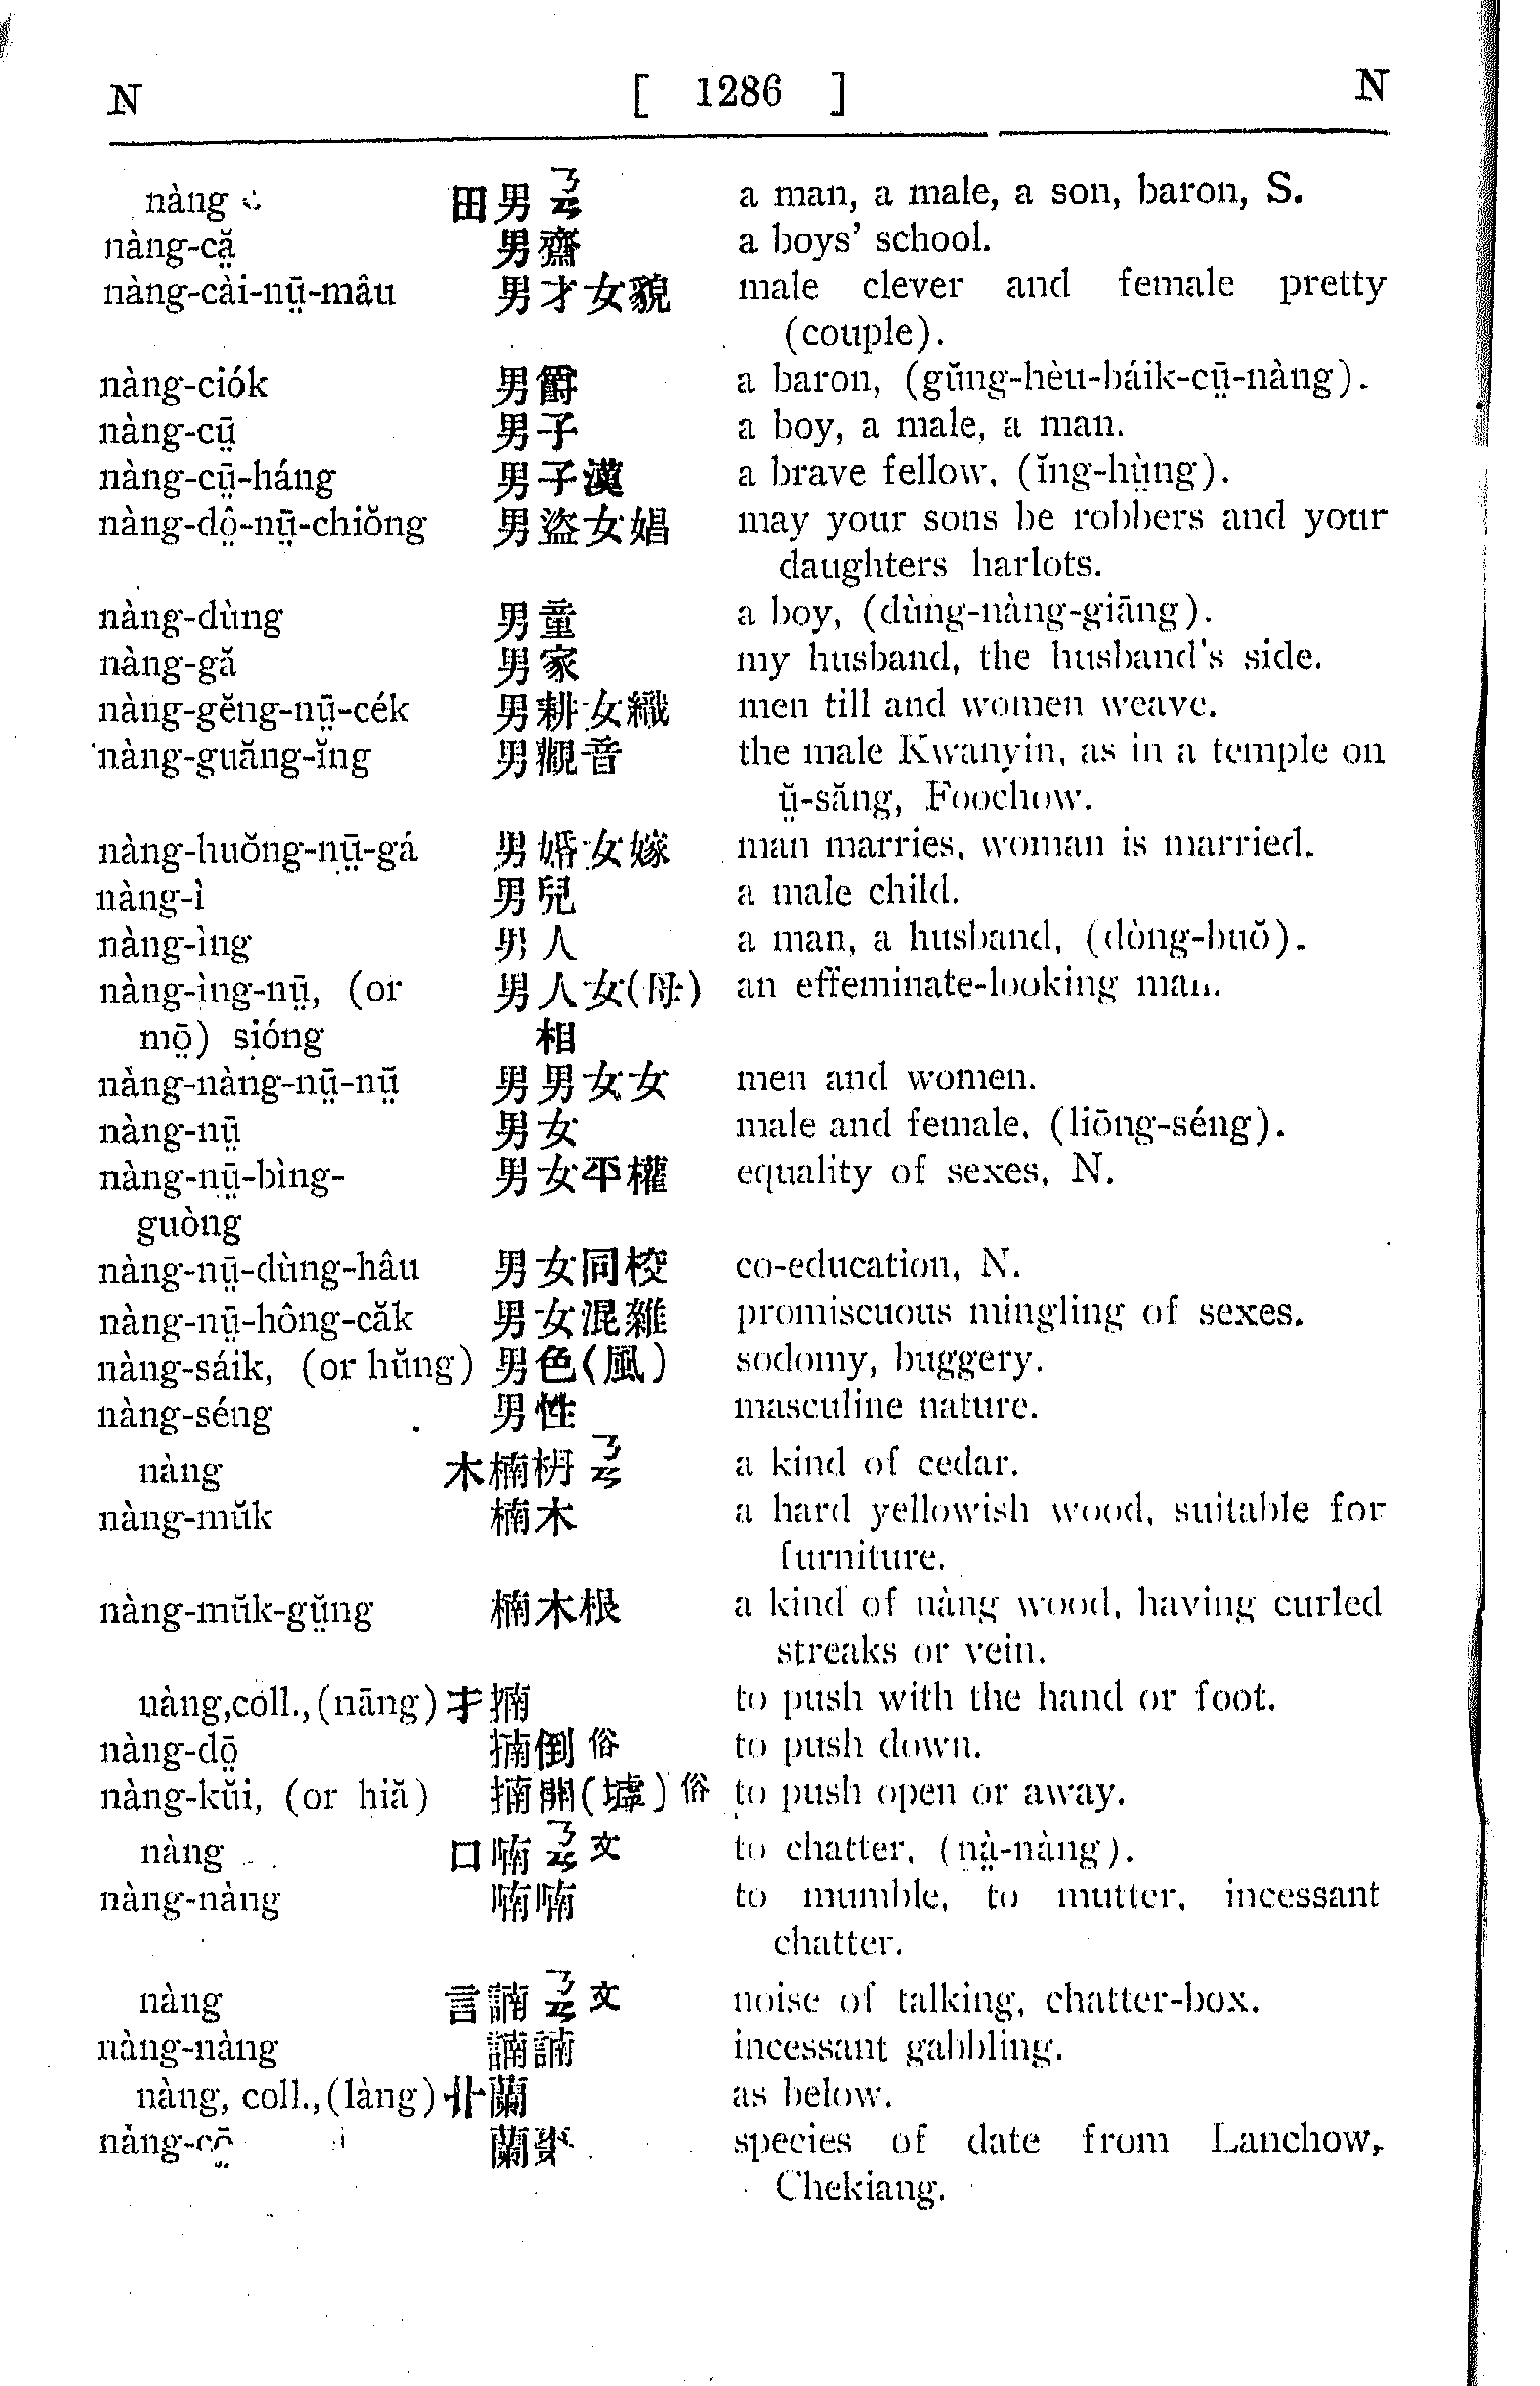 N [ 1286 ] N
nàng 田男ㄋㄢ a man, a male, a son, baron, S.
nàng-că̤ 男齋 a boys' school.
nàng-cài-nṳ̄-mâu 男才女貌 male clever and female pretty
(couple).
nàng-ciók 男爵 a baron, (gŭng-hèu-báik-cṳ̄-nàng).
nàng-cṳ̄ 男子 a boy, a male, a man.
nàng-cṳ̄-háng 男子漢 a brave fellow, (ĭng-hṳ̀ng).
nàng-dô̤-nṳ̄-chiŏng 男盜女娼 may your sons be robbers and your
daughters harlots.
nàng-dùng 男童 a boy, (dùng-nàng-giāng).
nàng-gă 男家 my husband, the husband's side.
nàng-gĕng-nṳ̄-cék 男耕女織 men till and women weave.
nàng-guăng-ĭng 男觀音 the male Kwanyin, as in a temple on
ṳ̆-săng, Foochow.
nàng-huŏng-nṳ̄-gá 男婚女嫁 man marries, woman is married.
nàng-ì 男兒 a male child.
nàng-ìng 男人 a man, a husband, (dòng-buŏ).
nàng-ìng-nṳ̄, (or 男人女(母) an effeminate-looking man.
mō̤) sióng 相
nàng-nàng-nṳ̄-nṳ̄ 男男女女 men and women.
nàng-nṳ̄ 男女 male and female, (liōng-séng).
nàng-nṳ̄-bìng- 男女平權 equality of sexes, N.
guòng
nàng-nṳ̄-dùng-hâu 男女同校 co-education, N.
nàng-nṳ̄-hông-căk 男女混雜 promiscuous mingling of sexes.
nàng-sáik, (or hŭng) 男色(風) sodomy, buggery.
nàng-séng 男性 masculine nature.
nàng 木楠枬ㄋㄢ a kind of cedar.
nàng-mŭk 楠木 a hard yellowish wood, suitable for
furniture.
nàng-mŭk-gṳ̆ng 楠木根 a kind of nàng wood, having curled
streaks or vein.
nàng,coll.,(nāng) 才揇 to push with the hand or foot.
nàng-dō̤ 揇倒俗 to push down.
nàng-kŭi, (or hiă) 揇開(墟)俗 to push open or away.
nàng 口喃ㄋㄢ文 to chatter, (nà̤-nàng).
nàng-nàng 喃喃 to mumble, to mutter, incessant
chatter.
nàng 言諵ㄋㄢ文 noise of talking, chatter-box.
nàng-nàng 諵諵 incessant gabbling.
nàng, coll.,(làng) 卝蘭 as below.
nàng-cō̤ 蘭棗 species of date from Lanchow,
Chekiang.